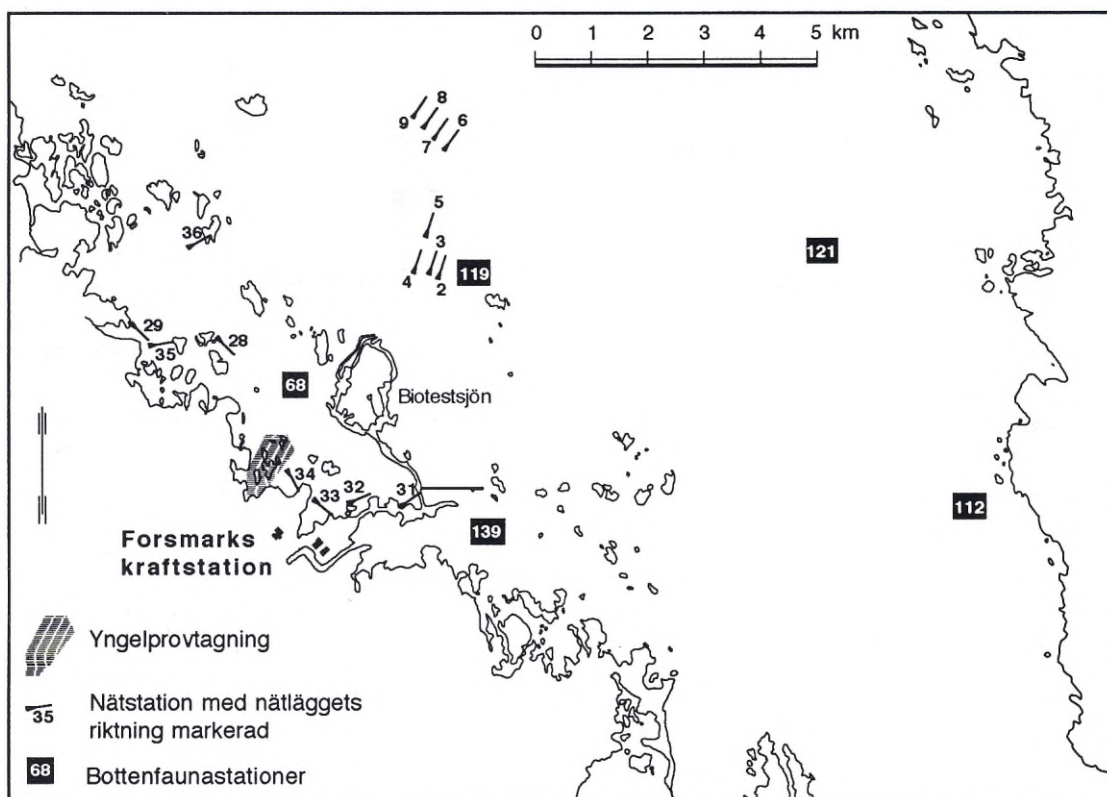 0 1 2 3 4 5 km
8
9
6
7
5
3
4
2
119
121
36
29
35
28
68
Biotestsjön
34
33
32
31
139
112
Forsmarks
kraftstation
Yngelprovtagning
35
Nätstation med nätläggets
riktning markerad
68
Bottenfaunastationer